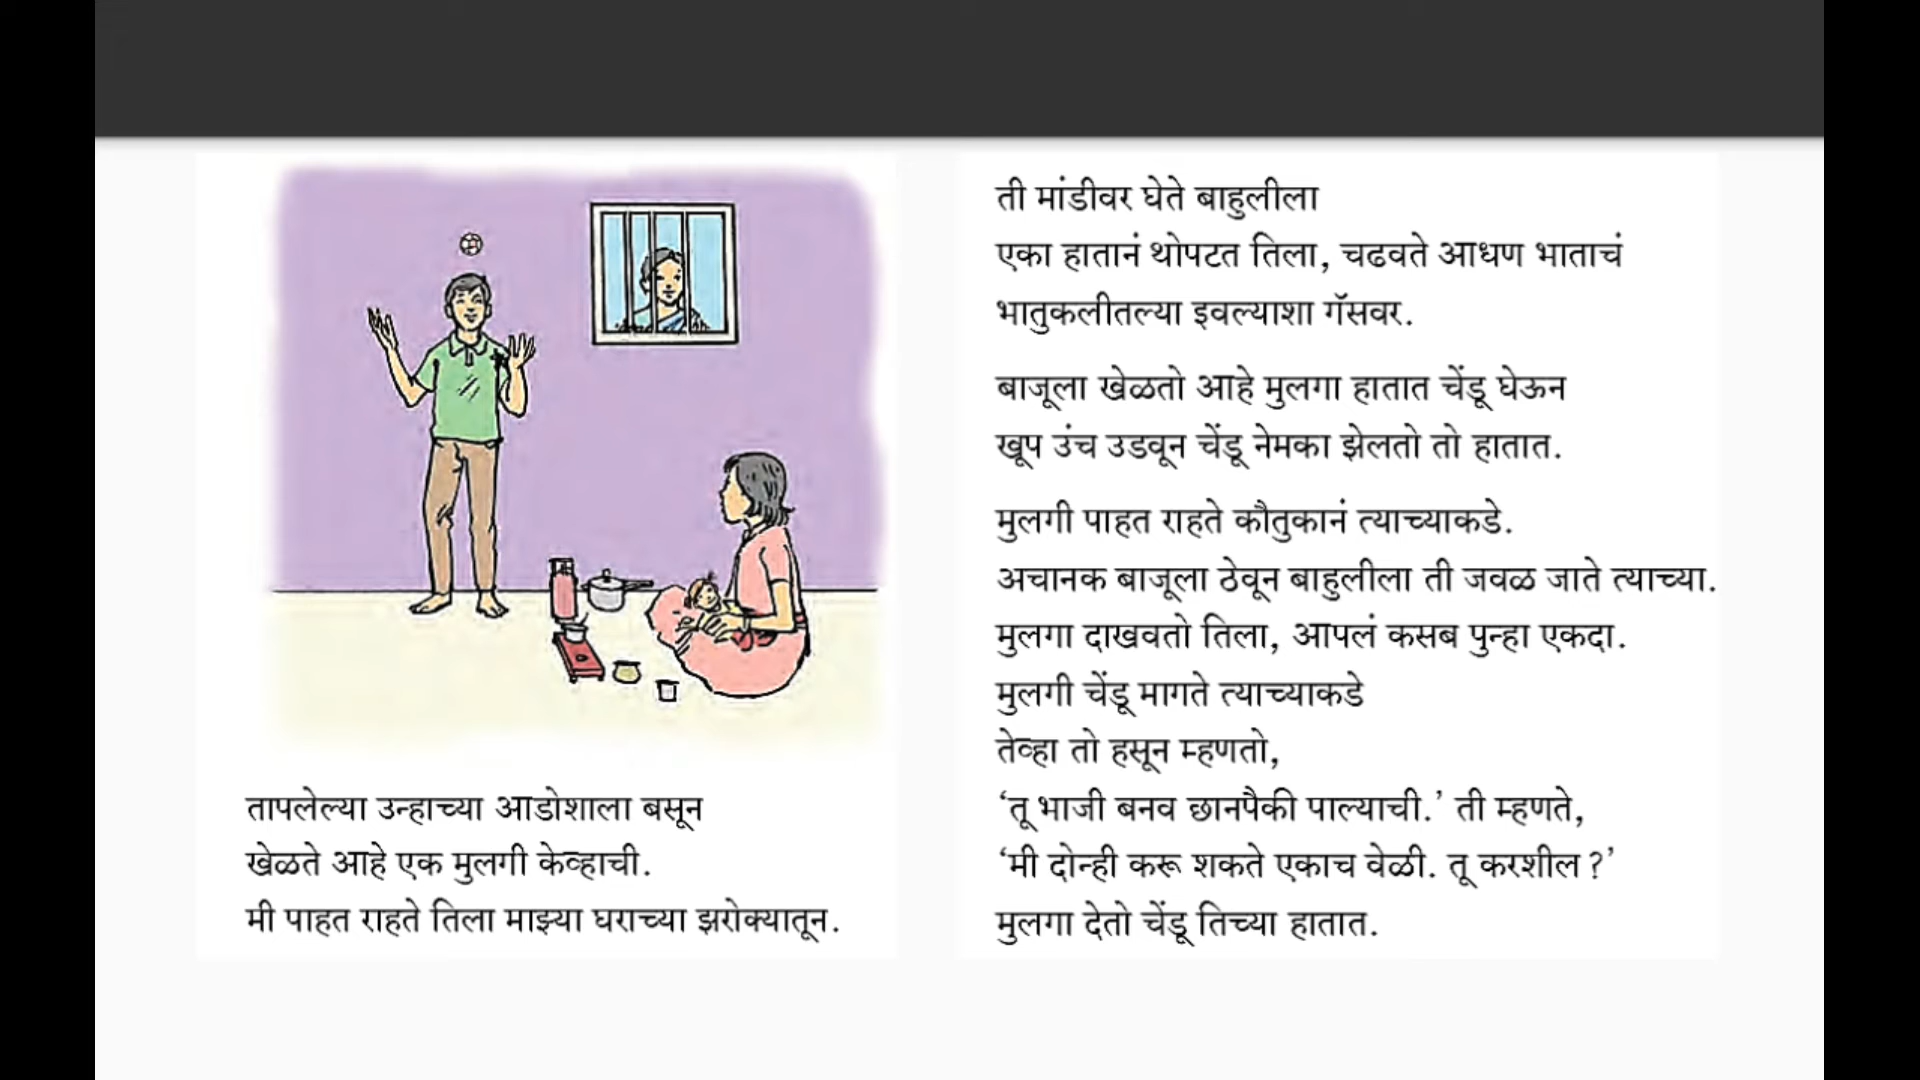 तापलेल्या उन्हाच्या आडोशाला बसून
खेळते आहे एक मुलगी केव्हाची.
मी पाहत राहते तिला माझ्या घराच्या झरोक्यातून.
ती मांडीवर घेते बाहुलीला
एका हातानं थोपटत तिला, चढवते आधण भाताचं
भातुकलीतल्या इवल्याशा गॅसवर.
बाजूला खेळतो आहे मुलगा हातात चेंडू घेऊन
खूप उंच उडवून चेंडू नेमका झेलतो तो हातात.
मुलगी पाहत राहते कौतुकानं त्याच्याकडे.
अचानक बाजूला ठेवून बाहुलीला ती जवळ जाते त्याच्या.
मुलगा दाखवतो तिला, आपलं कसब पुन्हा एकदा.
मुलगी चेंडू मागते त्याच्याकडे
तेव्हा तो हसून म्हणतो,
‘तू भाजी बनव छानपैकी पाल्याची.’ ती म्हणते,
‘मी दोन्ही करू शकते एकाच वेळी. तू करशील ?’
मुलगा देतो चेंडू तिच्या हातात.